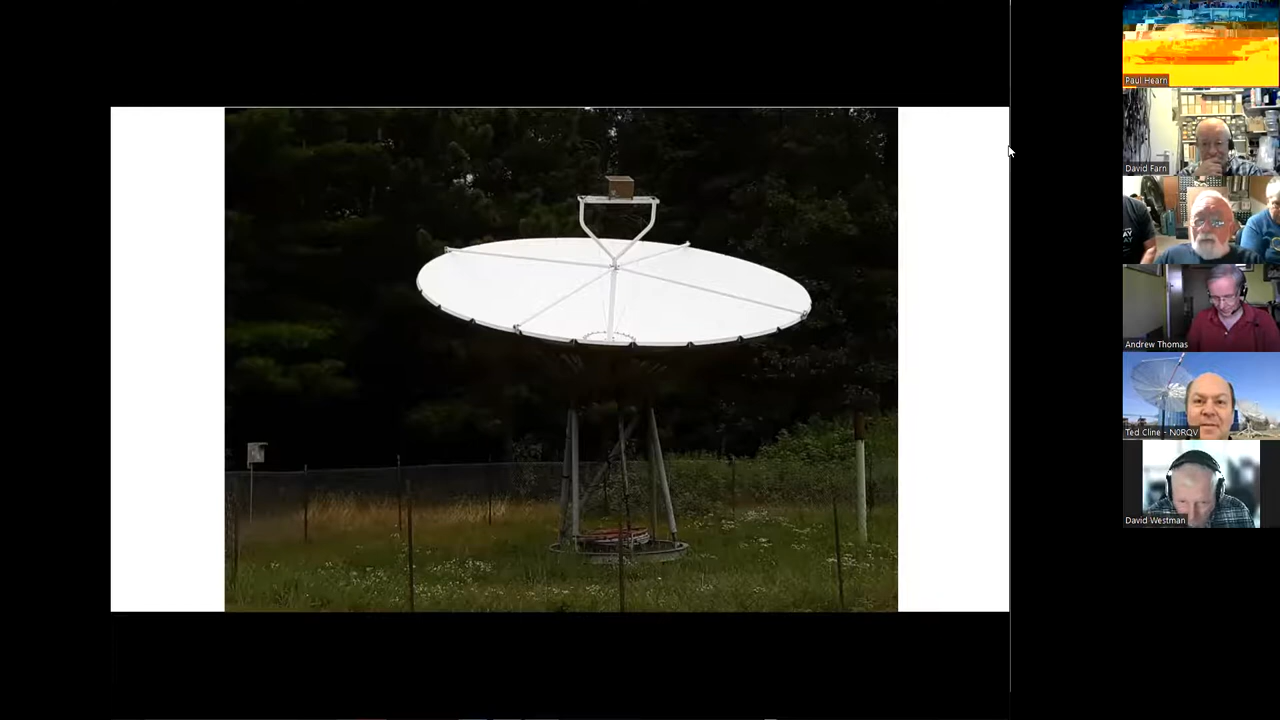 Paul Hearn
David Farn
Andrew Thomas
Ted Cline - N0RQV
David Westman